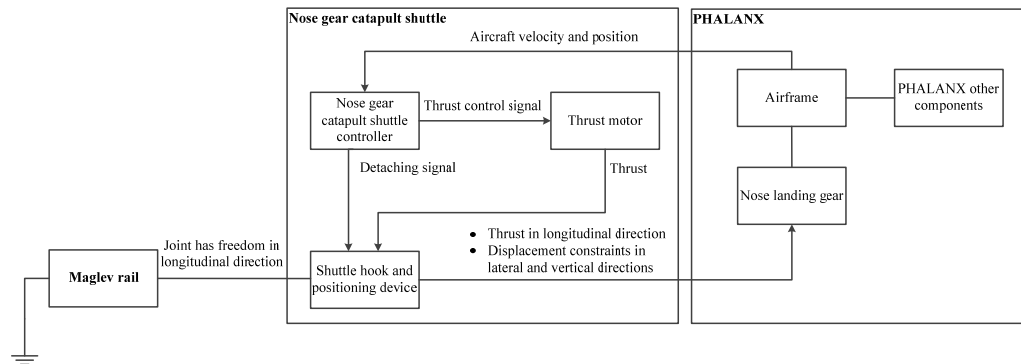 Nose gear catapult shuttle
PHALANX
Aircraft velocity and position
Nose gear
catapult shuttle
controller
Thrust control signal
Thrust motor
Airframe
PHALANX other
components
Detaching signal
Thrust
Nose landing gear
Joint has freedom in
longitudinal direction
• Thrust in longitudinal direction
• Displacement constraints in
lateral and vertical directions
Maglev rail
Shuttle hook and
positioning device